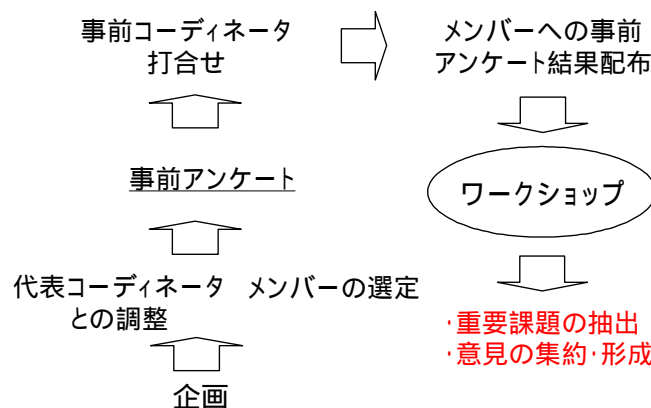 事前コーディネータ
打合せ
メンバーへの事前
アンケート結果配布
事前アンケート
ワークショップ
代表コーディネータ メンバーの選定
との調整
・重要課題の抽出
・意見の集約・形成
企画